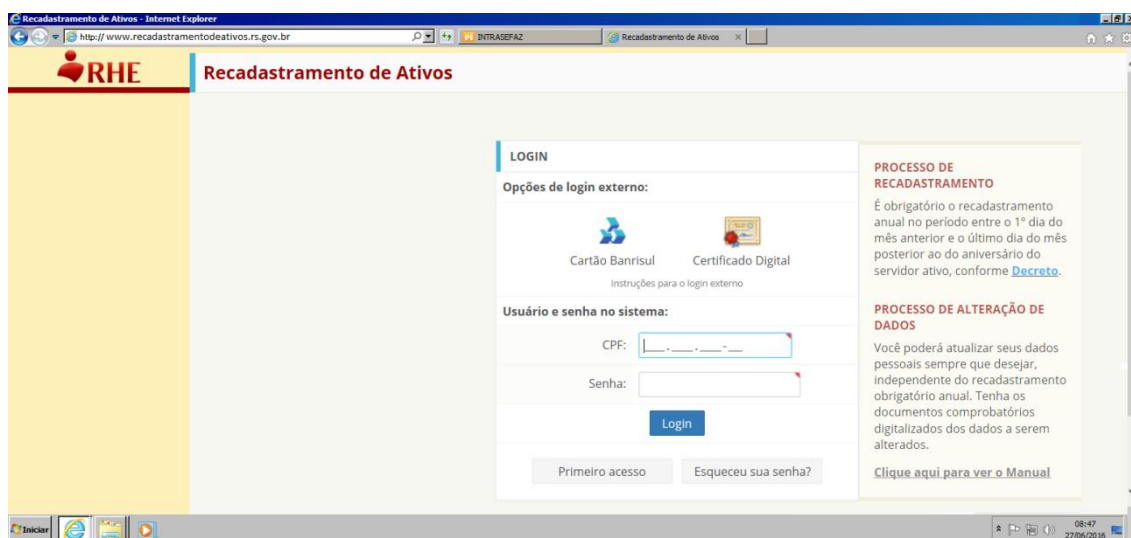 Recadastramento de Ativos - Internet Explorer
http:// www.recadastramentodeativos.rs.gov.br
INTRASEFAZ
Recadastramento de Ativos
RHE
Recadastramento de Ativos
LOGIN
Opções de login externo:
Cartão Banrisul
Certificado Digital
Instruções para o login externo
Usuário e senha no sistema:
CPF:
___.___.___-__
Senha:
Login
Primeiro acesso
Esqueceu sua senha?
PROCESSO DE
RECADASTRAMENTO
É obrigatório o recadastramento
anual no período entre o 1º dia do
mês anterior e o último dia do mês
posterior ao do aniversário do
servidor ativo, conforme Decreto.
PROCESSO DE ALTERAÇÃO DE
DADOS
Você poderá atualizar seus dados
pessoais sempre que desejar,
independente do recadastramento
obrigatório anual. Tenha os
documentos comprobatórios
digitalizados dos dados a serem
alterados.
Clique aqui para ver o Manual
Iniciar
08:47
27/06/2016